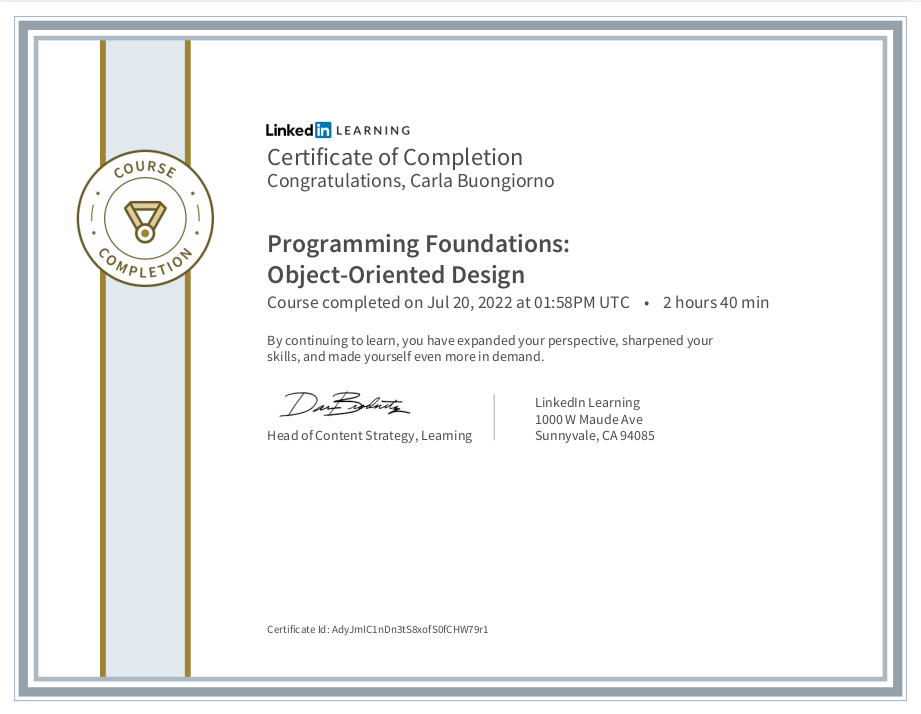 COURSE
COMPLETION
Linked in LEARNING
Certificate of Completion
Congratulations, Carla Buongiorno
Programming Foundations:
Object-Oriented Design
Course completed on Jul 20, 2022 at 01:58PM UTC • 2 hours 40 min
By continuing to learn, you have expanded your perspective, sharpened your
skills, and made yourself even more in demand.
Head of Content Strategy, Learning
LinkedIn Learning
1000 W Maude Ave
Sunnyvale, CA 94085
Certificate Id: AdyJmIC1nDn3tS8xofS0fCHW79r1